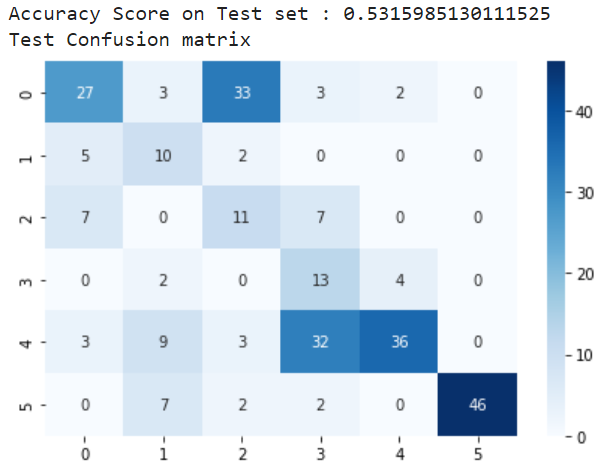 Accuracy Score on Test set : 0.5315985130111525
Test Confusion matrix
0 27 3 33 3 2 0
1 5 10 2 0 0 0
2 7 0 11 7 0 0
3 0 2 0 13 4 0
4 3 9 3 32 36 0
5 0 7 2 2 0 46
0 1 2 3 4 5
40
30
20
10
0